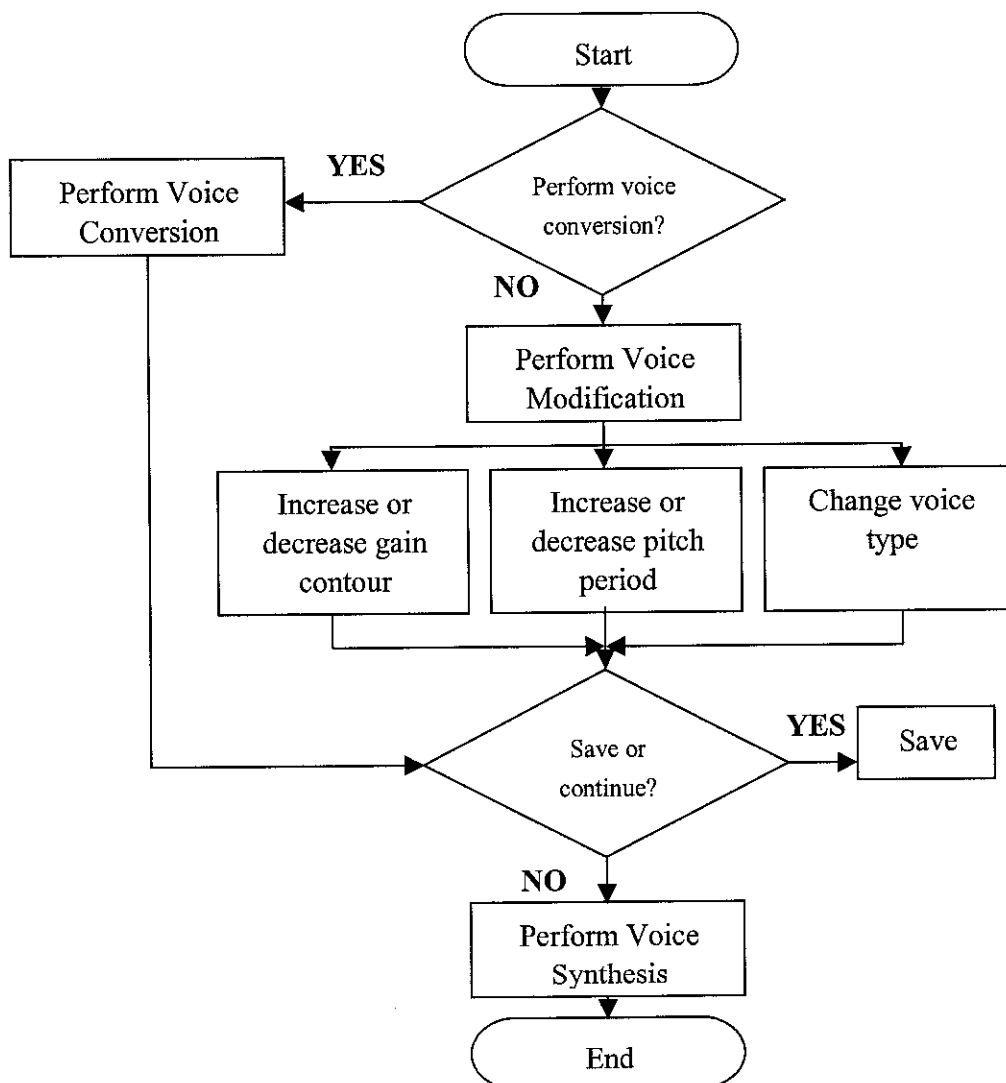 Start
YES
Perform Voice
Conversion
Perform voice
conversion?
NO
Perform Voice
Modification
Increase or
decrease gain
contour
Increase or
decrease pitch
period
Change voice
type
Save or
continue?
YES
Save
NO
Perform Voice
Synthesis
End